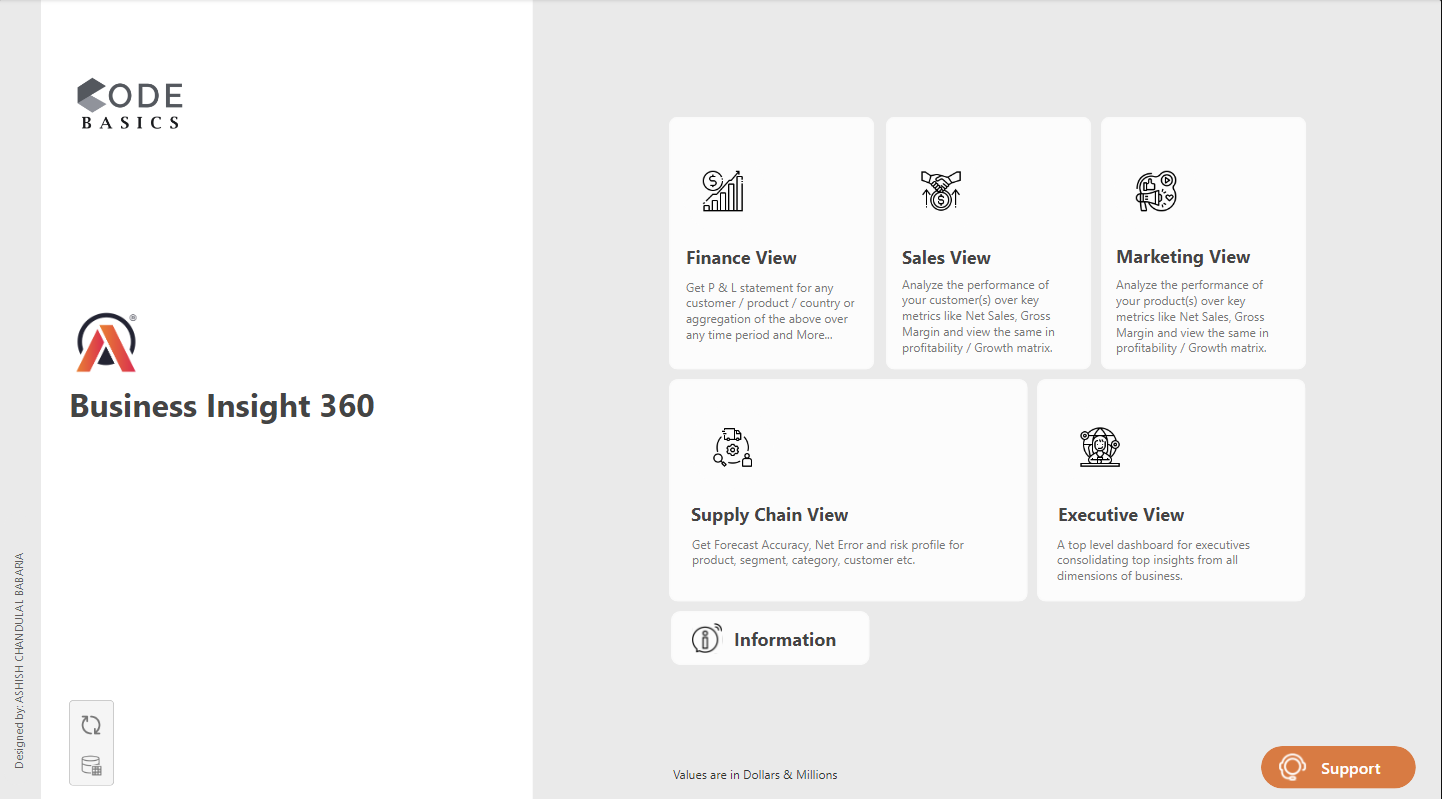 CODE
BASICS
®
Business Insight 360
Designed by: ASHISH CHANDULAL BABARIA
Finance View
Get P & L statement for any
customer / product / country or
aggregation of the above over
any time period and More...
Sales View
Analyze the performance of
your customer(s) over key
metrics like Net Sales, Gross
Margin and view the same in
profitability / Growth matrix.
Marketing View
Analyze the performance of
your product(s) over key
metrics like Net Sales, Gross
Margin and view the same in
profitability / Growth matrix.
Supply Chain View
Get Forecast Accuracy, Net Error and risk profile for
product, segment, category, customer etc.
Executive View
A top level dashboard for executives
consolidating top insights from all
dimensions of business.
Information
Values are in Dollars & Millions
Support